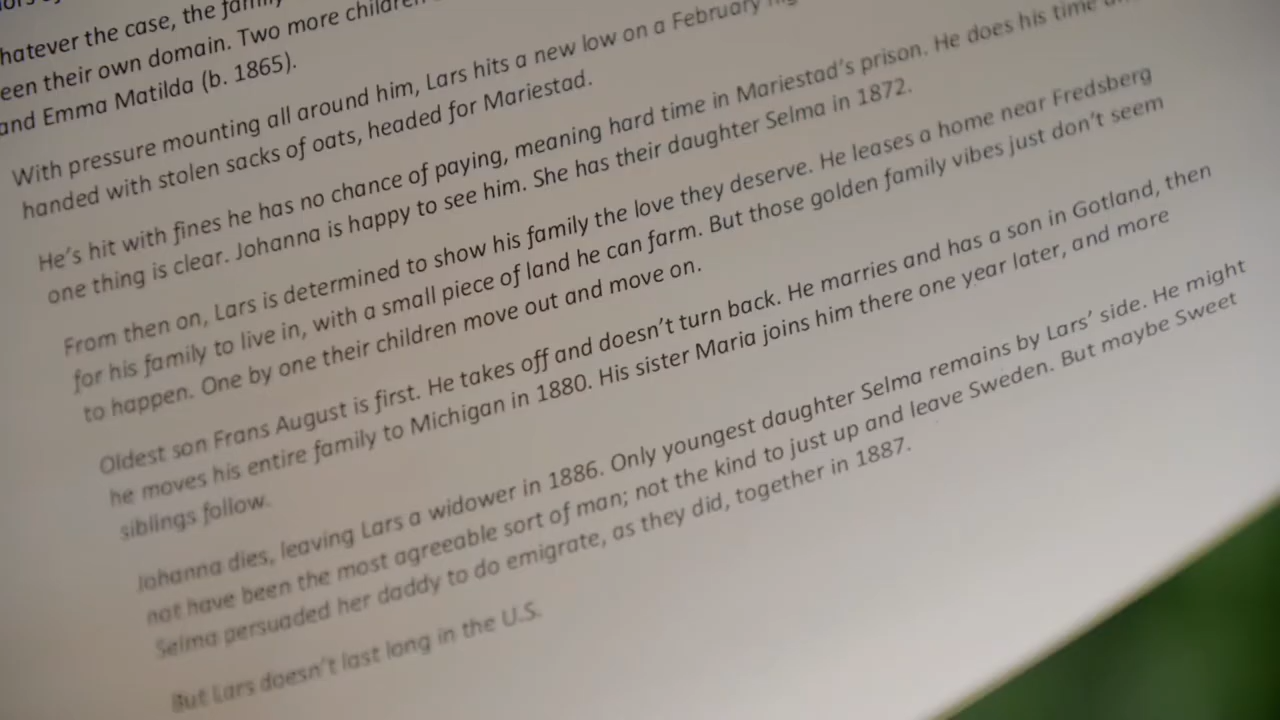 hatever the case, the family
een their own domain. Two more children
and Emma Matilda (b. 1865).
With pressure mounting all around him, Lars hits a new low on a February
handed with stolen sacks of oats, headed for Mariestad.
He's hit with fines he has no chance of paying, meaning hard time in Mariestad's prison. He does his time
one thing is clear. Johanna is happy to see him. She has their daughter Selma in 1872.
From then on, Lars is determined to show his family the love they deserve. He leases a home near Fredsberg
for his family to live in, with a small piece of land he can farm. But those golden family vibes just don't seem
to happen. One by one their children move out and move on.
Oldest son Frans August is first. He takes off and doesn't turn back. He marries and has a son in Gotland, then
he moves his entire family to Michigan in 1880. His sister Maria joins him there one year later, and more
siblings follow.
Johanna dies, leaving Lars a widower in 1886. Only youngest daughter Selma remains by Lars' side. He might
not have been the most agreeable sort of man; not the kind to just up and leave Sweden. But maybe Sweet
Selma persuaded her daddy to do emigrate, as they did, together in 1887.
But Lars doesn't last long in the U.S.